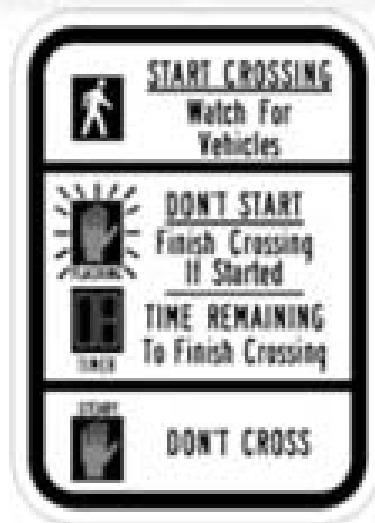 START CROSSING
Watch For
Vehicles
DON'T START
Finish Crossing
If Started
FLASHING
TIME REMAINING
To Finish Crossing
TIMER
DON'T CROSS